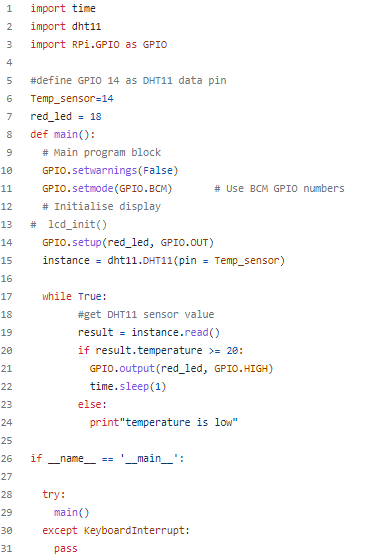 1 import time
2 import dht11
3 import RPi.GPIO as GPIO
4
5 #define GPIO 14 as DHT11 data pin
6 Temp_sensor=14
7 red_led = 18
8 def main():
9 # Main program block
10 GPIO.setwarnings(False)
11 GPIO.setmode(GPIO.BCM) # Use BCM GPIO numbers
12 # Initialise display
13 # lcd_init()
14 GPIO.setup(red_led, GPIO.OUT)
15 instance = dht11.DHT11(pin = Temp_sensor)
16
17 while True:
18 #get DHT11 sensor value
19 result = instance.read()
20 if result.temperature >= 20:
21 GPIO.output(red_led, GPIO.HIGH)
22 time.sleep(1)
23 else:
24 print"temperature is low"
25
26 if __name__ == '__main__':
27
28 try:
29 main()
30 except KeyboardInterrupt:
31 pass